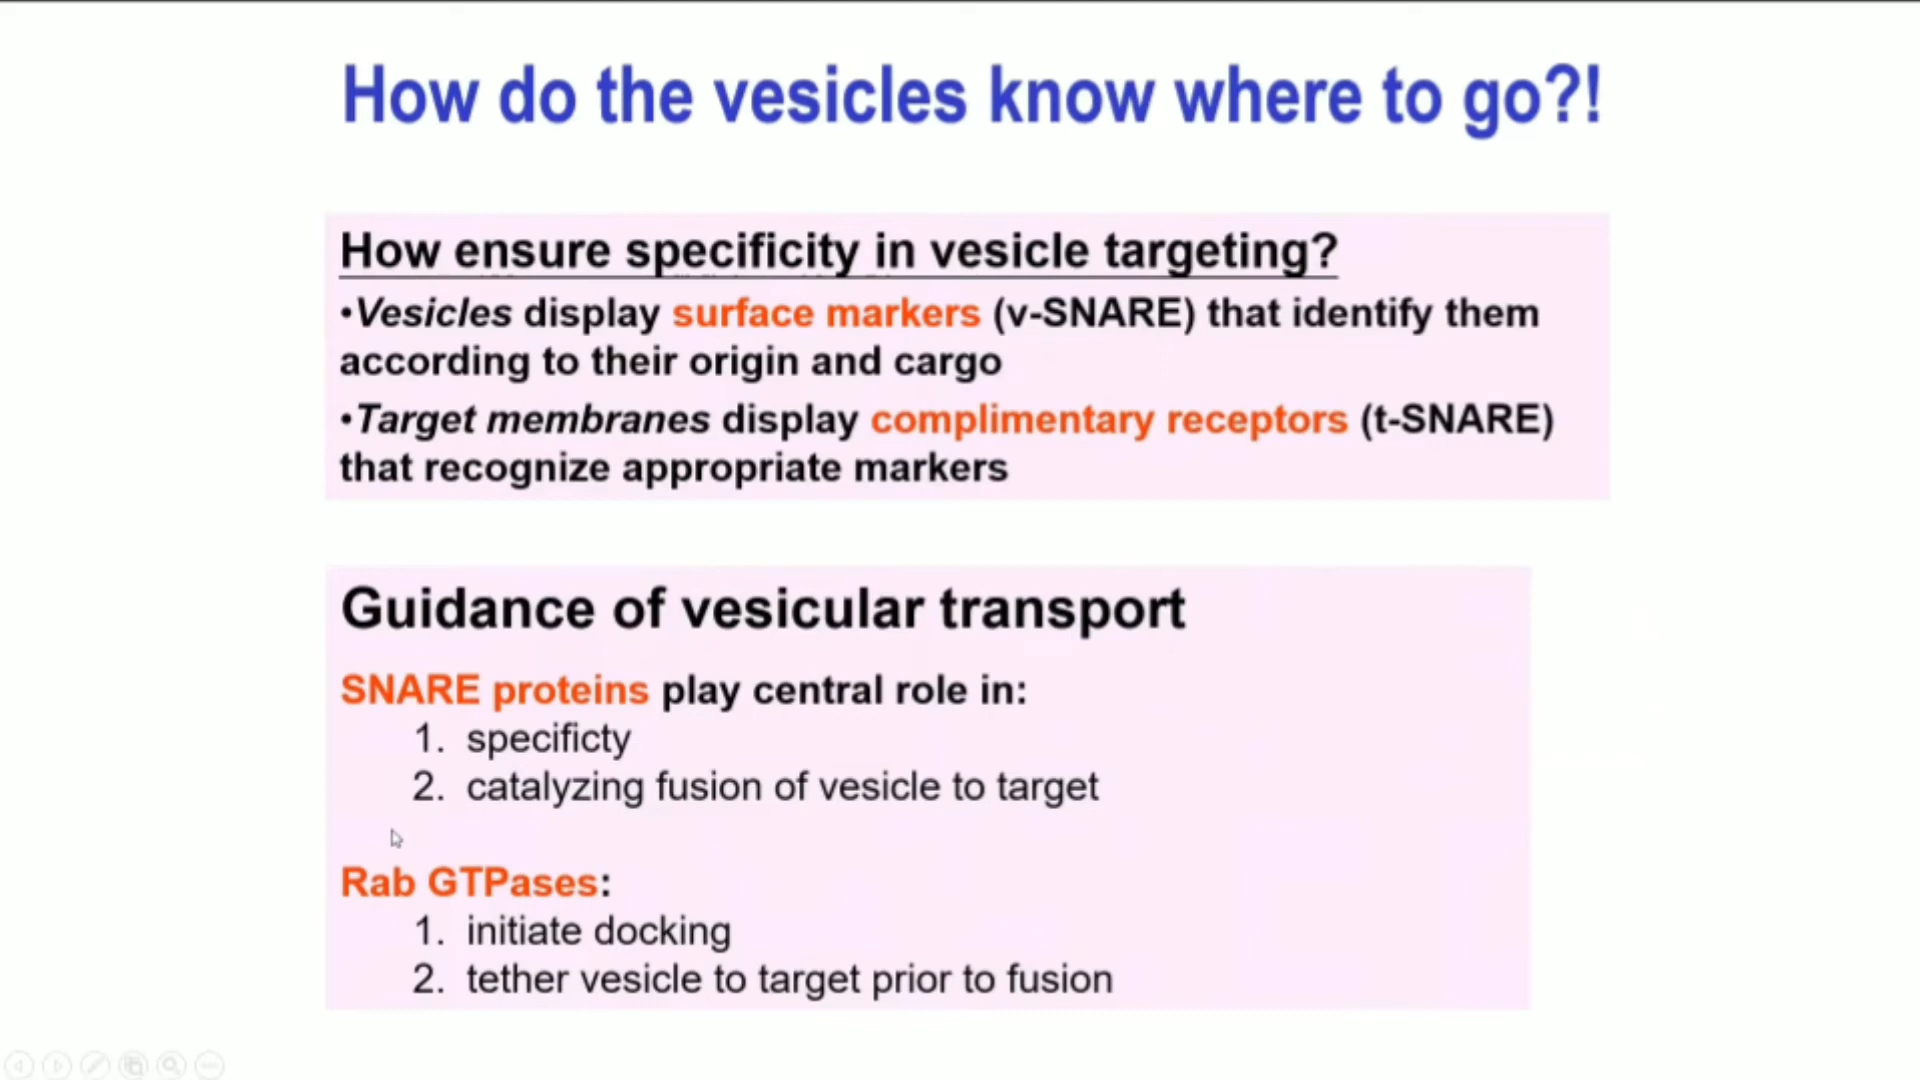 How do the vesicles know where to go?!
How ensure specificity in vesicle targeting?
•Vesicles display surface markers (v-SNARE) that identify them
according to their origin and cargo
•Target membranes display complimentary receptors (t-SNARE)
that recognize appropriate markers
Guidance of vesicular transport
SNARE proteins play central role in:
1. specificty
2. catalyzing fusion of vesicle to target
Rab GTPases:
1. initiate docking
2. tether vesicle to target prior to fusion